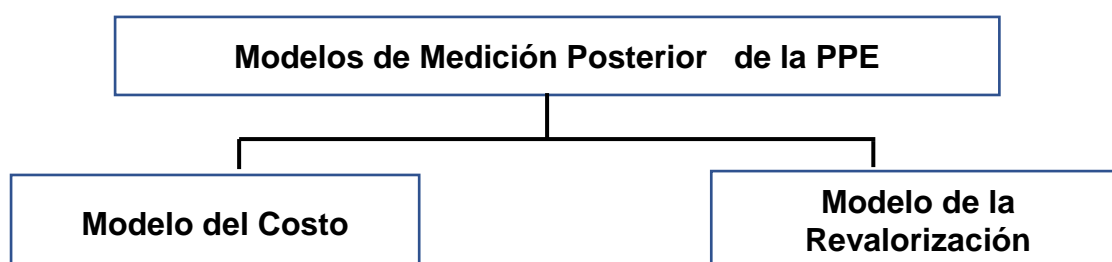 Modelos de Medición Posterior de la PPE
Modelo del Costo
Modelo de la
Revalorización